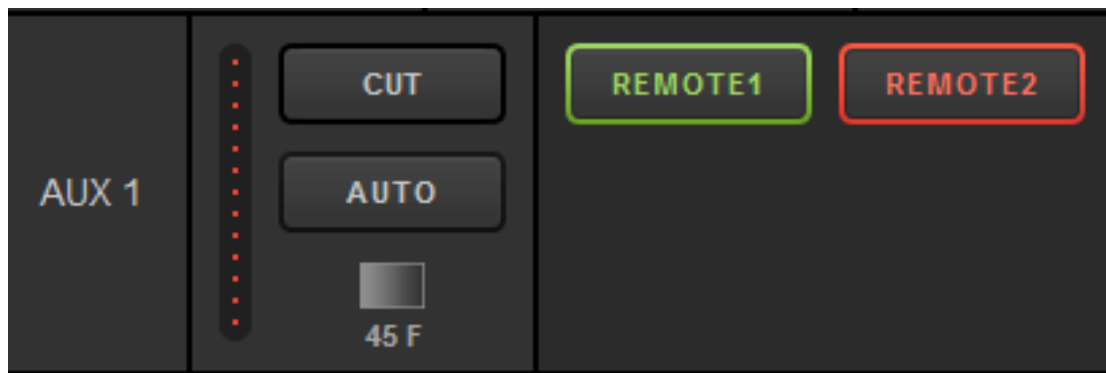 AUX 1
CUT
AUTO
45 F
REMOTE1
REMOTE2